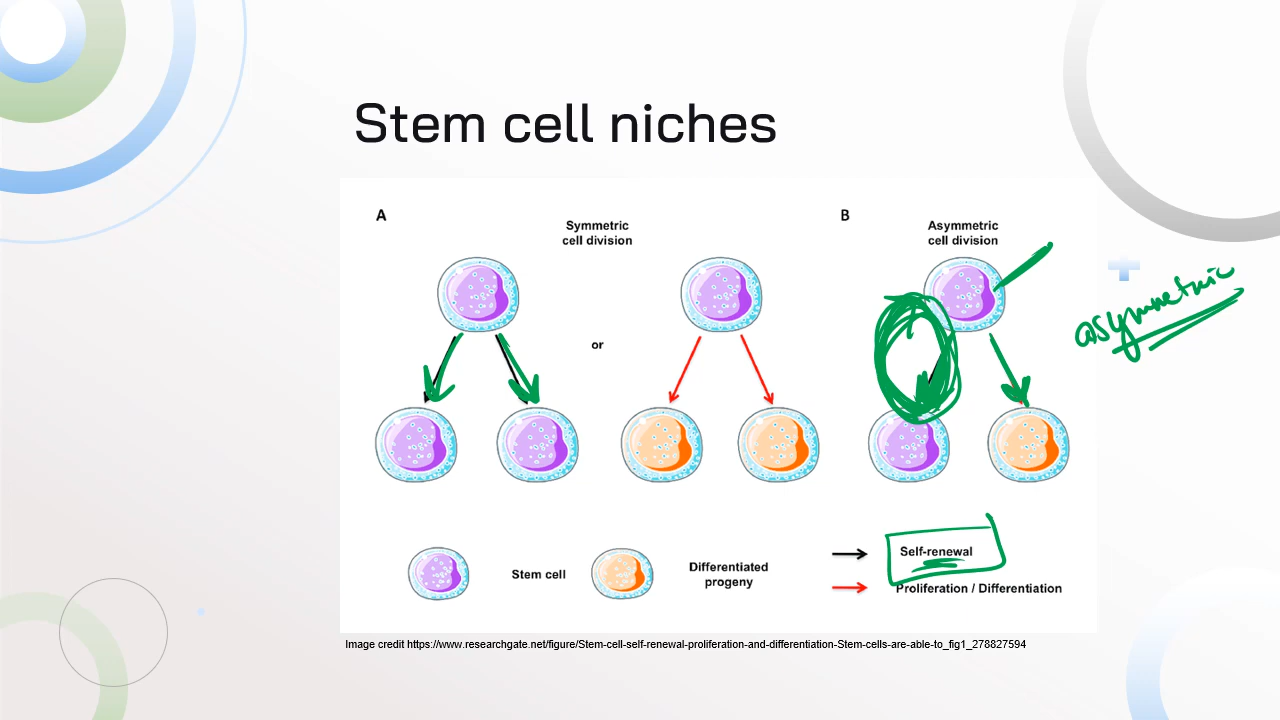 Stem cell niches
A
Symmetric
cell division
B
Asymmetric
cell division
or
asymmetric
Stem cell
Differentiated
progeny
Self-renewal
Proliferation / Differentiation
Image credit https://www.researchgate.net/figure/Stem-cell-self-renewal-proliferation-and-differentiation-Stem-cells-are-able-to_fig1_278827594